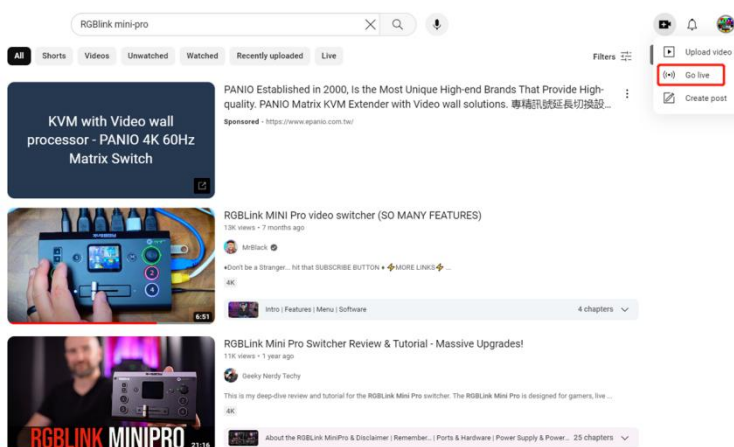 RGBlink mini-pro
All Shorts Videos Unwatched Watched Recently uploaded Live Filters
Upload video
Go live
Create post
KVM with Video wall
processor - PANIO 4K 60Hz
Matrix Switch
PANIO Established in 2000, Is the Most Unique High-end Brands That Provide High-
quality. PANIO Matrix KVM Extender with Video wall solutions. 專精訊號延長切換設...
Sponsored · https://www.epanio.com.tw/
6:51
RGBLink MINI Pro video switcher (SO MANY FEATURES)
13K views · 7 months ago
MrBlack
♦Don't be a Stranger... hit that SUBSCRIBE BUTTON ♦ ⚡MORE LINKS⚡ ...
4K
Intro | Features | Menu | Software 4 chapters
RGBLINK MINIPRO
21:16
RGBLink Mini Pro Switcher Review & Tutorial - Massive Upgrades!
11K views · 1 year ago
Geeky Nerdy Techy
This is my deep-dive review and tutorial for the RGBLink Mini Pro switcher. The RGBLink Mini Pro is designed for gamers, live ...
4K
About the RGBLink MiniPro & Disclaimer | Remember... | Ports & Hardware | Power Supply & Power... 25 chapters